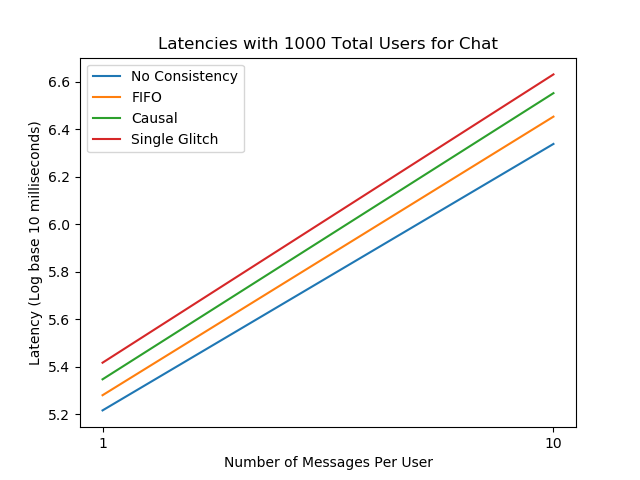 Latencies with 1000 Total Users for Chat
No Consistency
FIFO
Causal
Single Glitch
Latency (Log base 10 milliseconds)
6.6
6.4
6.2
6.0
5.8
5.6
5.4
5.2
1
10
Number of Messages Per User